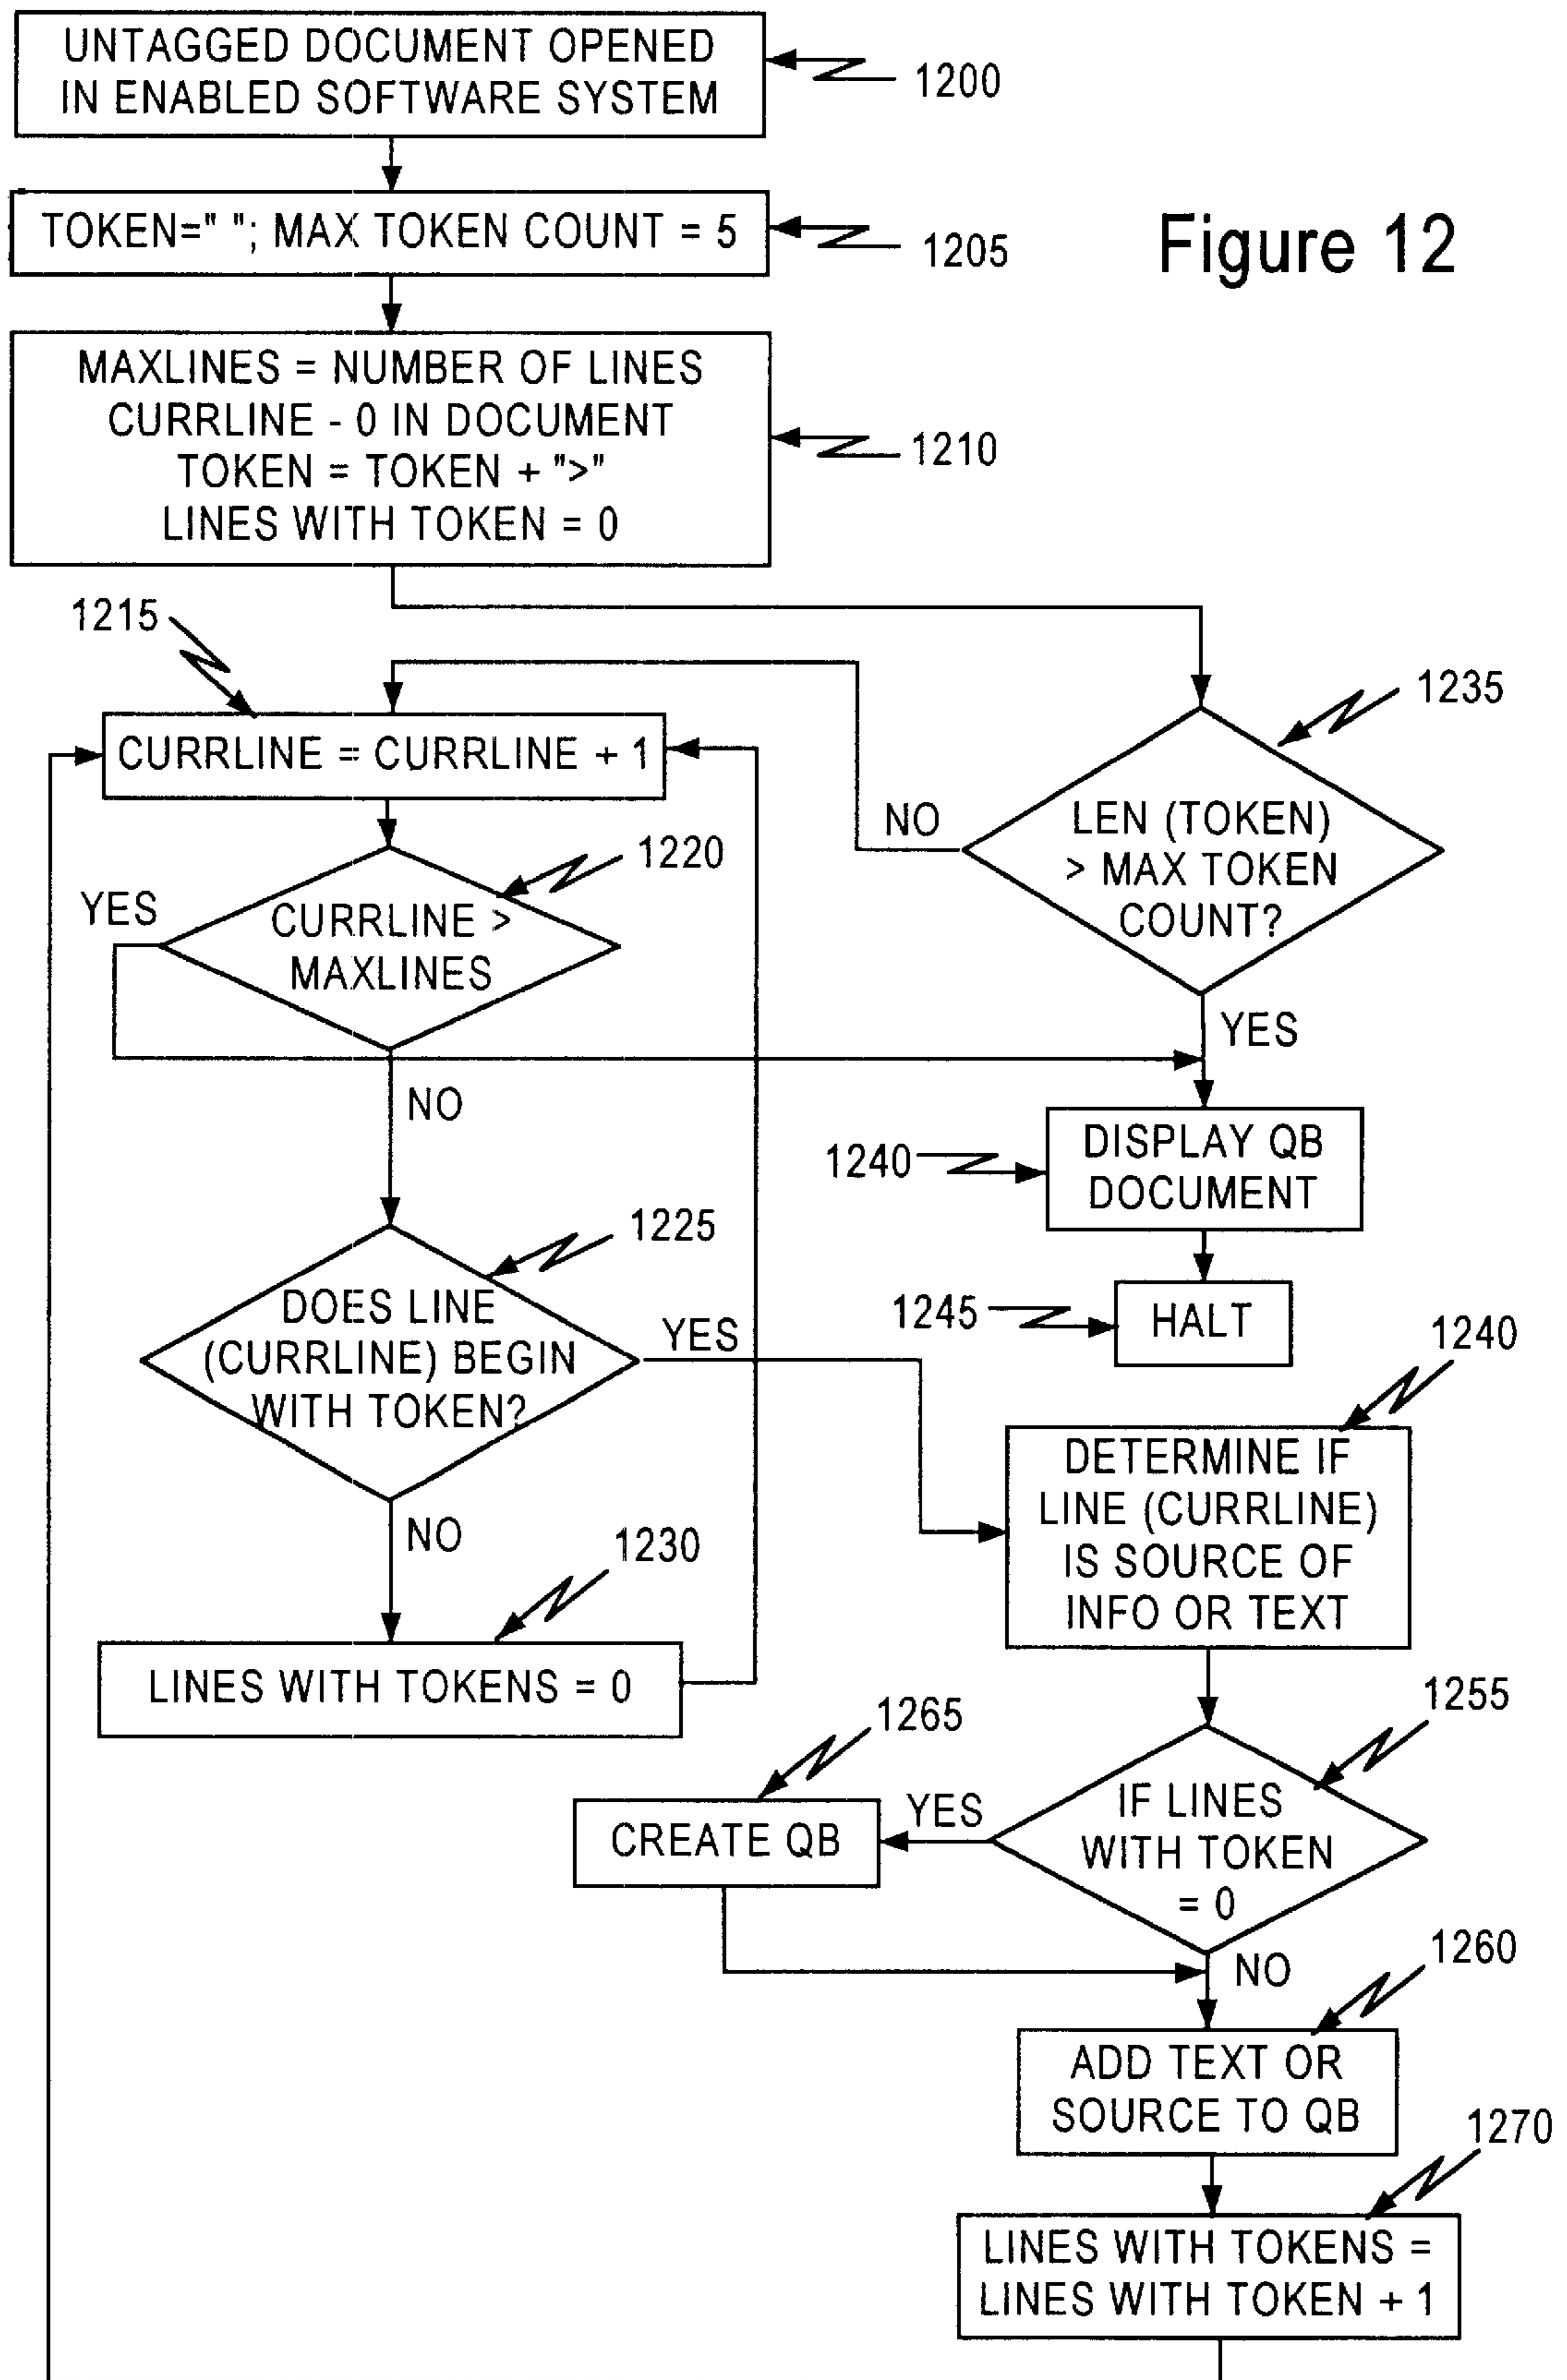 UNTAGGED DOCUMENT OPENED
IN ENABLED SOFTWARE SYSTEM
1200
TOKEN=" "; MAX TOKEN COUNT = 5
1205
Figure 12
MAXLINES = NUMBER OF LINES
CURRLINE - 0 IN DOCUMENT
TOKEN = TOKEN + ">"
LINES WITH TOKEN = 0
1210
1215
CURRLINE = CURRLINE + 1
1235
LEN (TOKEN)
> MAX TOKEN
COUNT?
NO
YES
1220
YES
CURRLINE >
MAXLINES
NO
DISPLAY QB
DOCUMENT
1240
1225
DOES LINE
(CURRLINE) BEGIN
WITH TOKEN?
YES
NO
1245
HALT
1240
DETERMINE IF
LINE (CURRLINE)
IS SOURCE OF
INFO OR TEXT
1230
LINES WITH TOKENS = 0
1255
IF LINES
WITH TOKEN
= 0
YES
1265
CREATE QB
NO
1260
ADD TEXT OR
SOURCE TO QB
1270
LINES WITH TOKENS =
LINES WITH TOKEN + 1